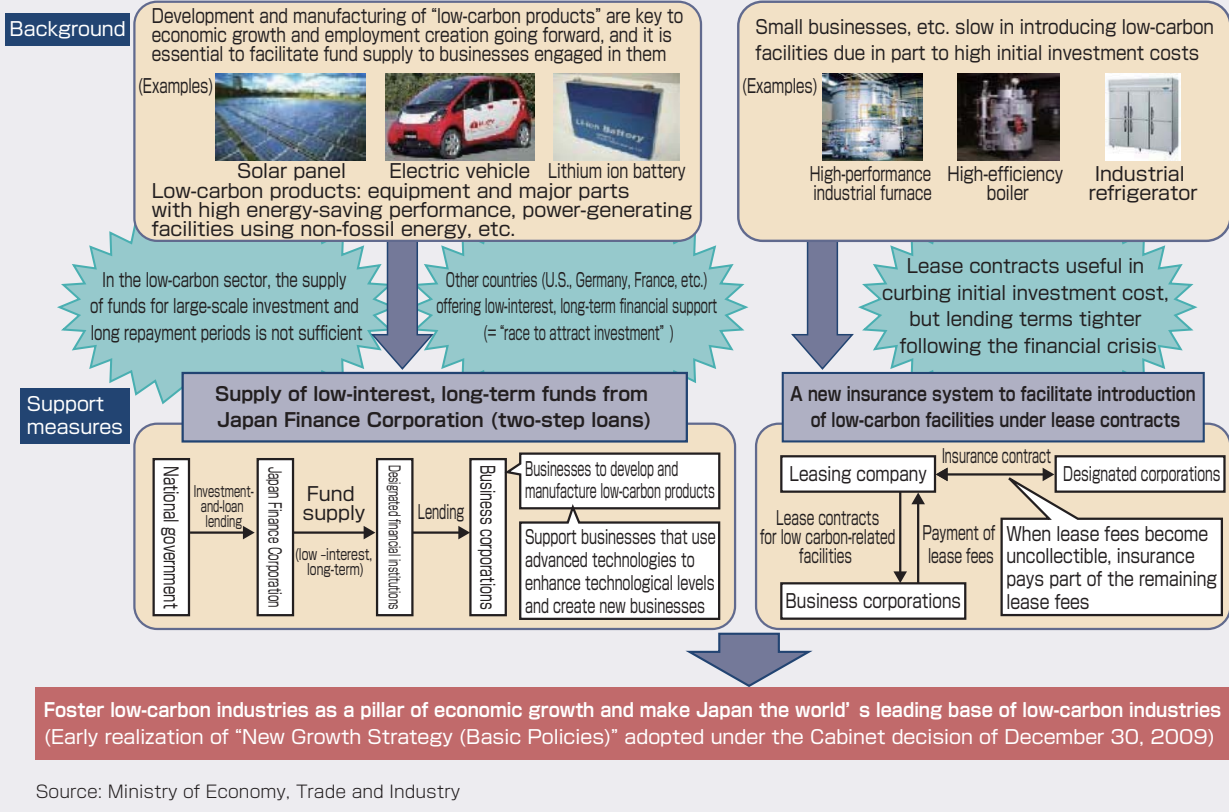 Background
Development and manufacturing of “low-carbon products” are key to
economic growth and employment creation going forward, and it is
essential to facilitate fund supply to businesses engaged in them
(Examples)
Li-ion Battery
Solar panel
Electric vehicle
Lithium ion battery
Low-carbon products: equipment and major parts
with high energy-saving performance, power-generating
facilities using non-fossil energy, etc.
Small businesses, etc. slow in introducing low-carbon
facilities due in part to high initial investment costs
(Examples)
High-performance
industrial furnace
High-efficiency
boiler
Industrial
refrigerator
In the low-carbon sector, the supply
of funds for large-scale investment and
long repayment periods is not sufficient
Other countries (U.S., Germany, France, etc.)
offering low-interest, long-term financial support
(= “race to attract investment” )
Lease contracts useful in
curbing initial investment cost,
but lending terms tighter
following the financial crisis
Support
measures
Supply of low-interest, long-term funds from
Japan Finance Corporation (two-step loans)
National government
Investment-
and-loan
lending
Japan Finance Corporation
Fund
supply
(low -interest,
long-term)
Designated financial institutions
Lending
Business corporations
Businesses to develop and
manufacture low-carbon products
Support businesses that use
advanced technologies to
enhance technological levels
and create new businesses
A new insurance system to facilitate introduction
of low-carbon facilities under lease contracts
Leasing company
Insurance contract
Designated corporations
Lease contracts
for low carbon-related
facilities
Payment of
lease fees
When lease fees become
uncollectible, insurance
pays part of the remaining
lease fees
Business corporations
Foster low-carbon industries as a pillar of economic growth and make Japan the world’ s leading base of low-carbon industries
(Early realization of “New Growth Strategy (Basic Policies)” adopted under the Cabinet decision of December 30, 2009)
Source: Ministry of Economy, Trade and Industry